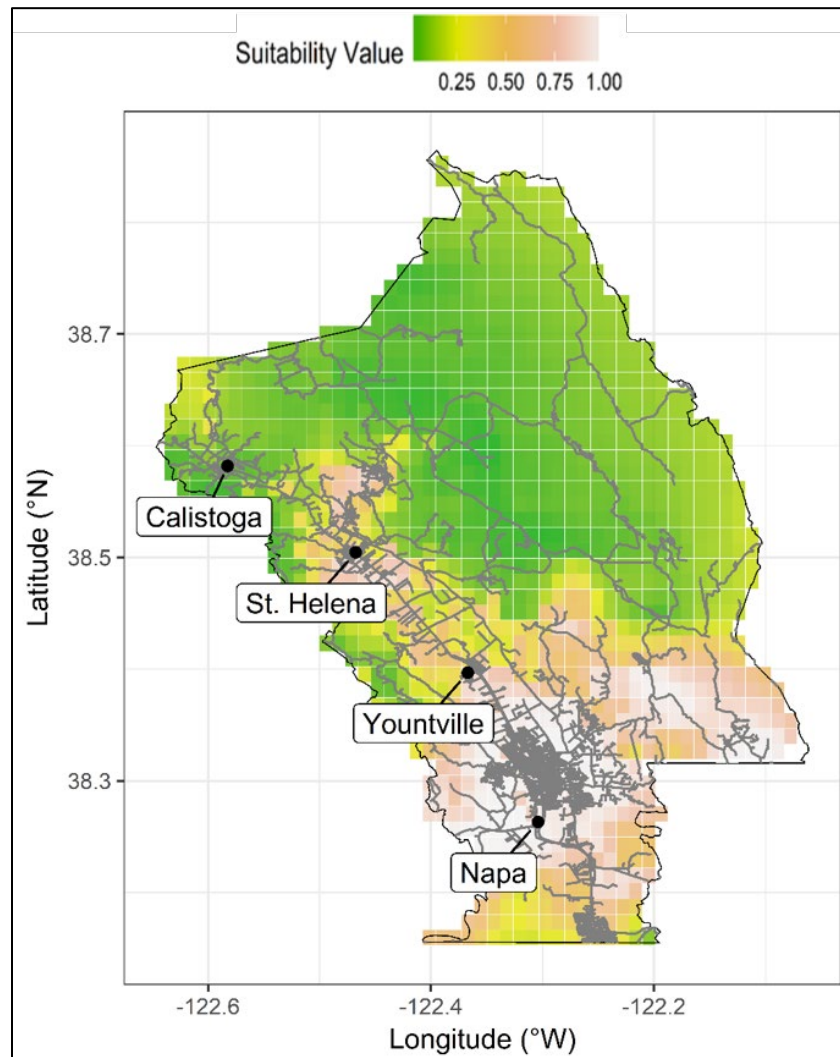 Suitability Value
0.25 0.50 0.75 1.00
38.7
Latitude (°N)
38.5
38.3
Calistoga
St. Helena
Yountville
Napa
-122.6 -122.4 -122.2
Longitude (°W)